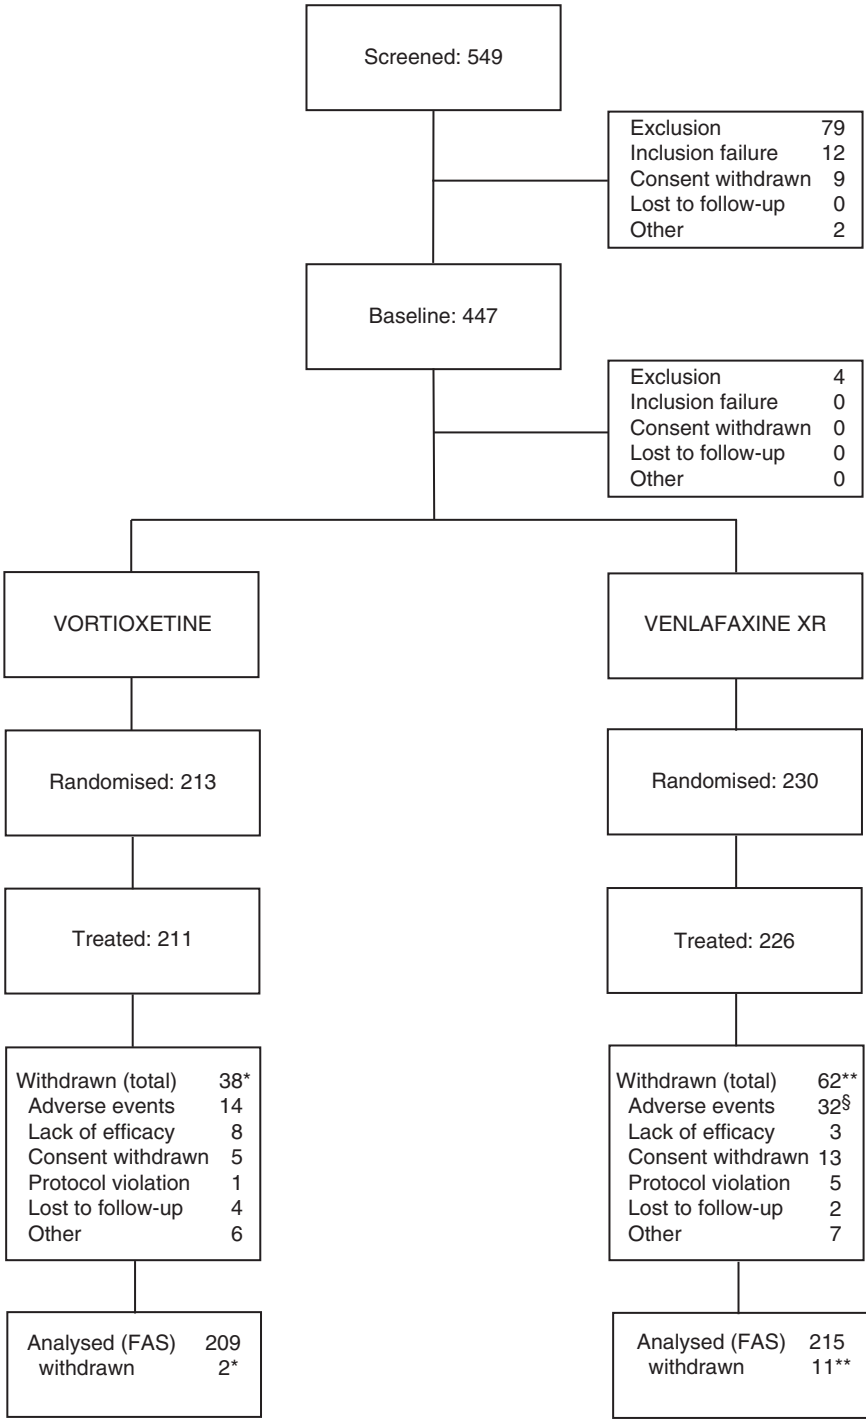 Screened: 549
Exclusion 79
Inclusion failure 12
Consent withdrawn 9
Lost to follow-up 0
Other 2
Baseline: 447
Exclusion 4
Inclusion failure 0
Consent withdrawn 0
Lost to follow-up 0
Other 0
VORTIOXETINE
Randomised: 213
Treated: 211
Withdrawn (total) 38*
Adverse events 14
Lack of efficacy 8
Consent withdrawn 5
Protocol violation 1
Lost to follow-up 4
Other 6
Analysed (FAS) 209
withdrawn 2*
VENLAFAXINE XR
Randomised: 230
Treated: 226
Withdrawn (total) 62**
Adverse events 32§
Lack of efficacy 3
Consent withdrawn 13
Protocol violation 5
Lost to follow-up 2
Other 7
Analysed (FAS) 215
withdrawn 11**